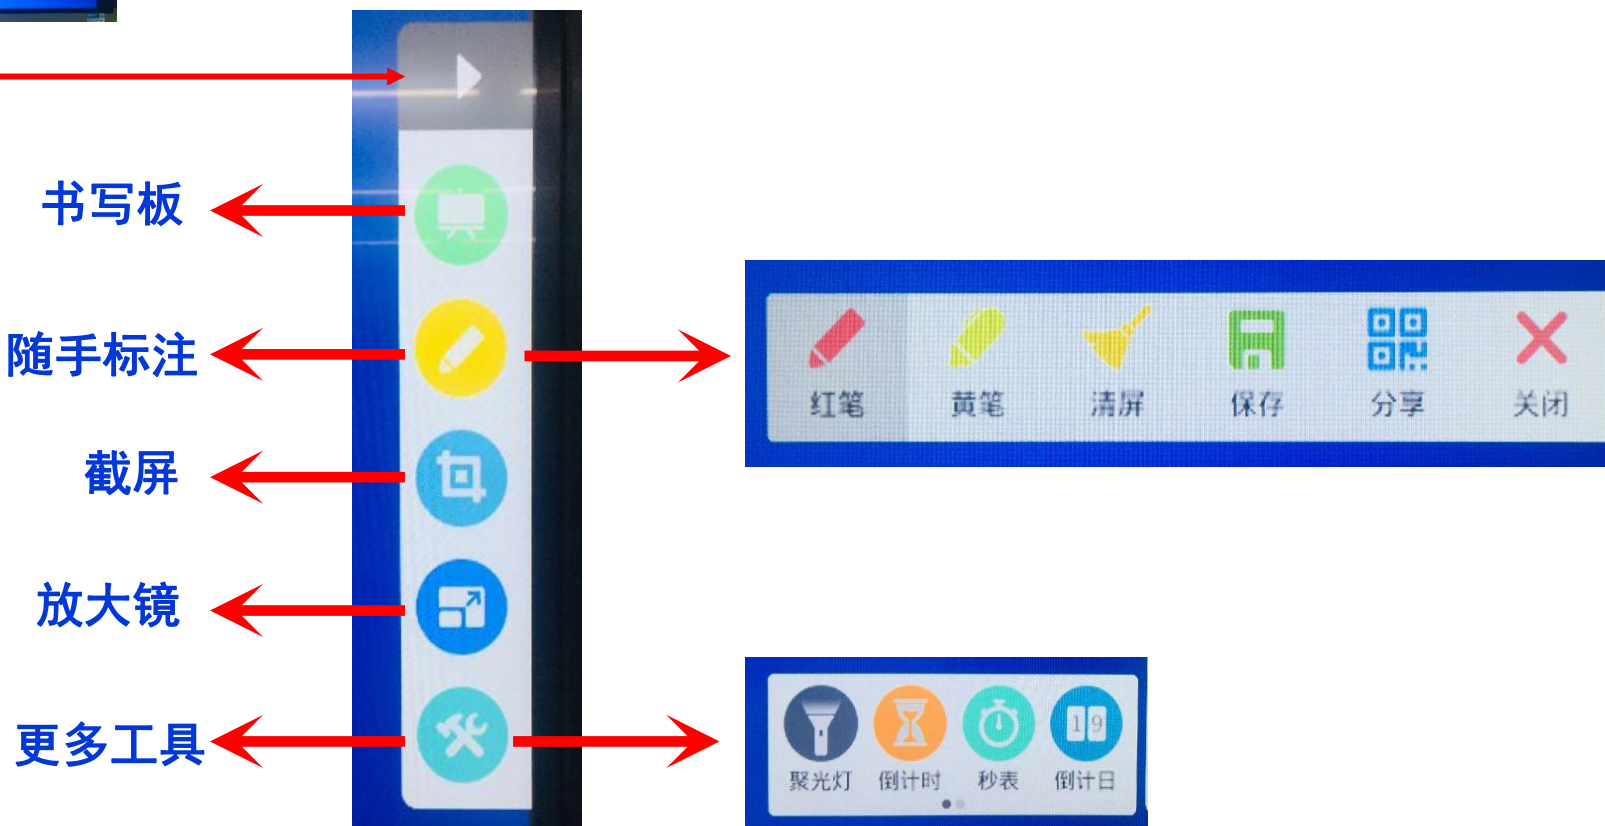 书写板
随手标注
红笔 黄笔 清屏 保存 分享 关闭
截屏
放大镜
更多工具
19
聚光灯 倒计时 秒表 倒计日